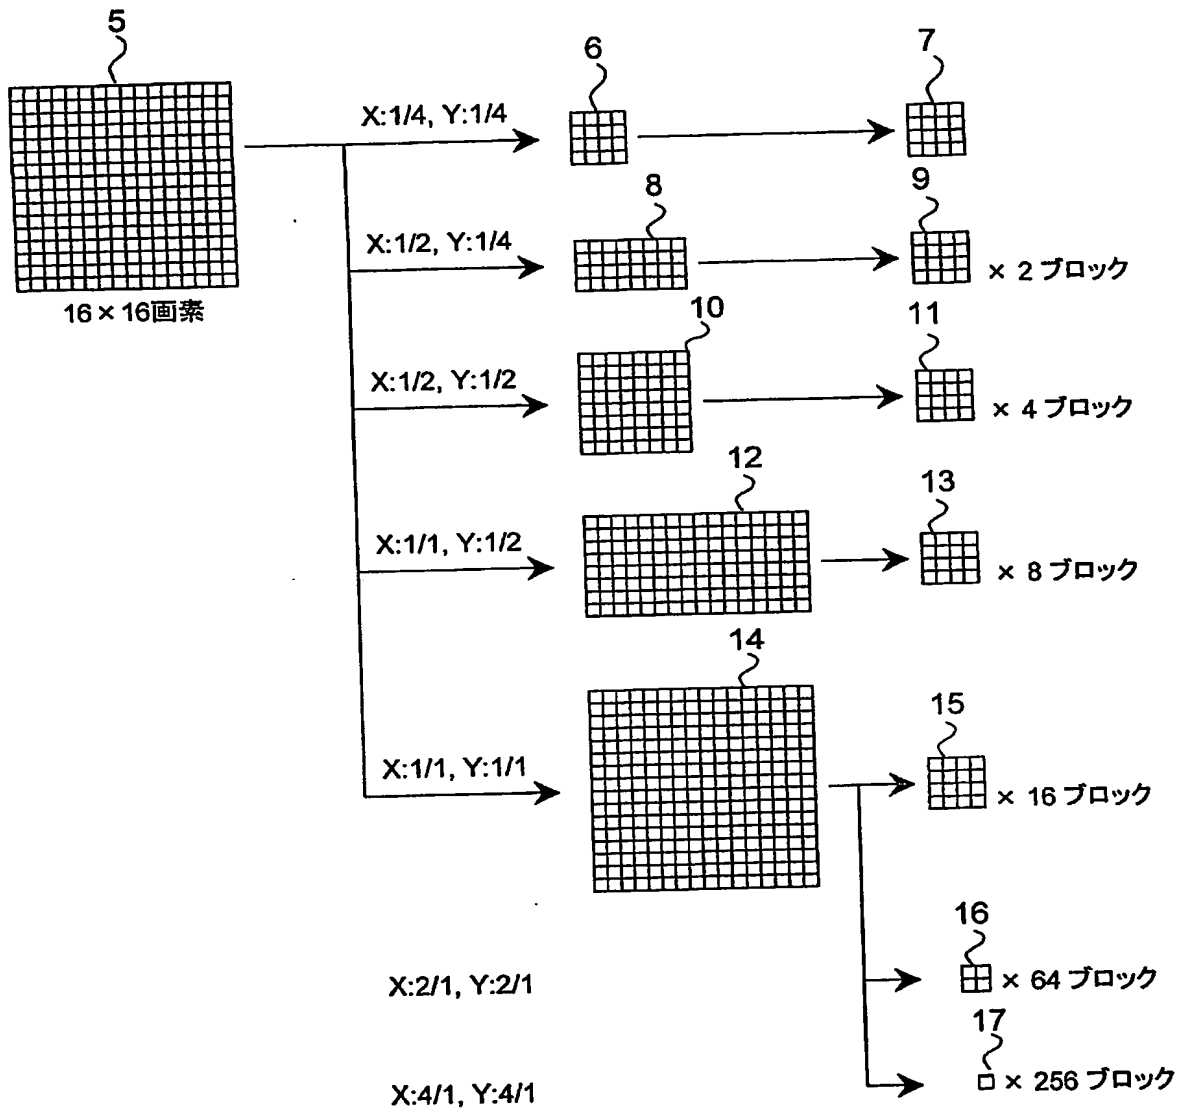 5
6
7
X:1/4, Y:1/4
8
9
X:1/2, Y:1/4
× 2 ブロック
16×16画素
10
11
X:1/2, Y:1/2
× 4 ブロック
12
13
X:1/1, Y:1/2
× 8 ブロック
14
15
X:1/1, Y:1/1
× 16 ブロック
16
X:2/1, Y:2/1
× 64 ブロック
17
X:4/1, Y:4/1
× 256 ブロック